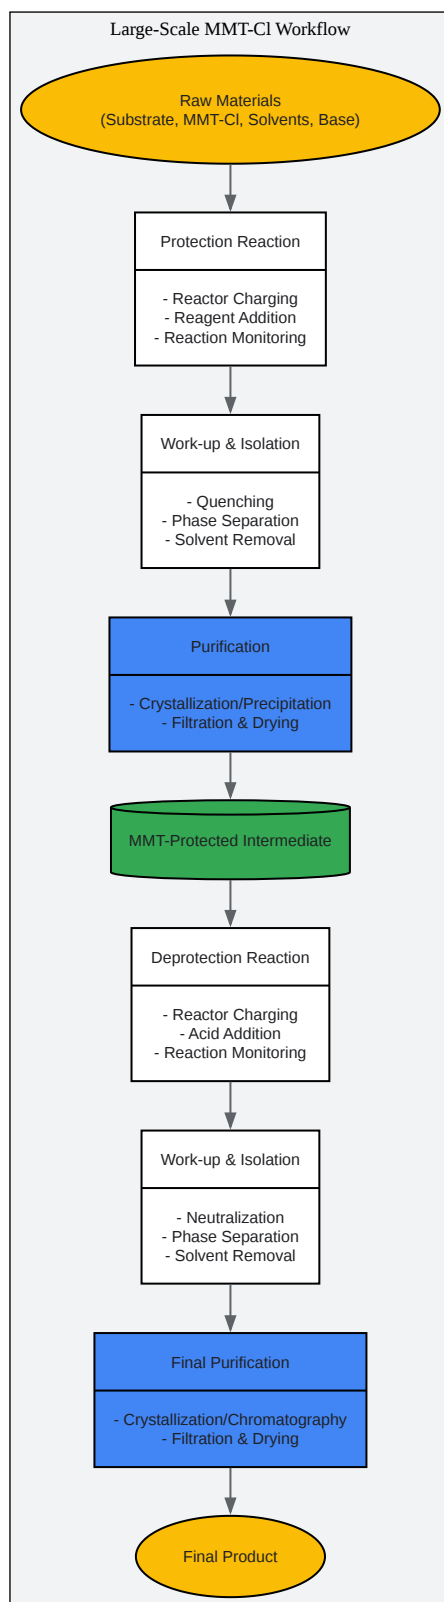 Large-Scale MMT-Cl Workflow
Raw Materials
(Substrate, MMT-Cl, Solvents, Base)
Protection Reaction
- Reactor Charging
- Reagent Addition
- Reaction Monitoring
Work-up & Isolation
- Quenching
- Phase Separation
- Solvent Removal
Purification
- Crystallization/Precipitation
- Filtration & Drying
MMT-Protected Intermediate
Deprotection Reaction
- Reactor Charging
- Acid Addition
- Reaction Monitoring
Work-up & Isolation
- Neutralization
- Phase Separation
- Solvent Removal
Final Purification
- Crystallization/Chromatography
- Filtration & Drying
Final Product